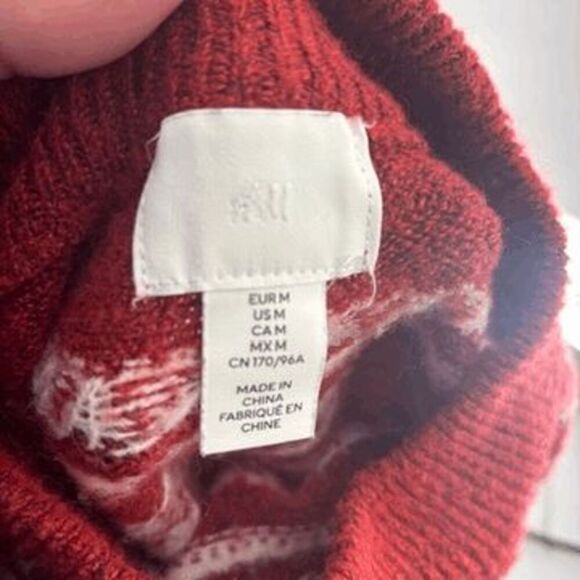 EUR M
US M
CA M
MX M
CN 170/96A
MADE IN
CHINA
FABRIQUÉ EN
CHINE